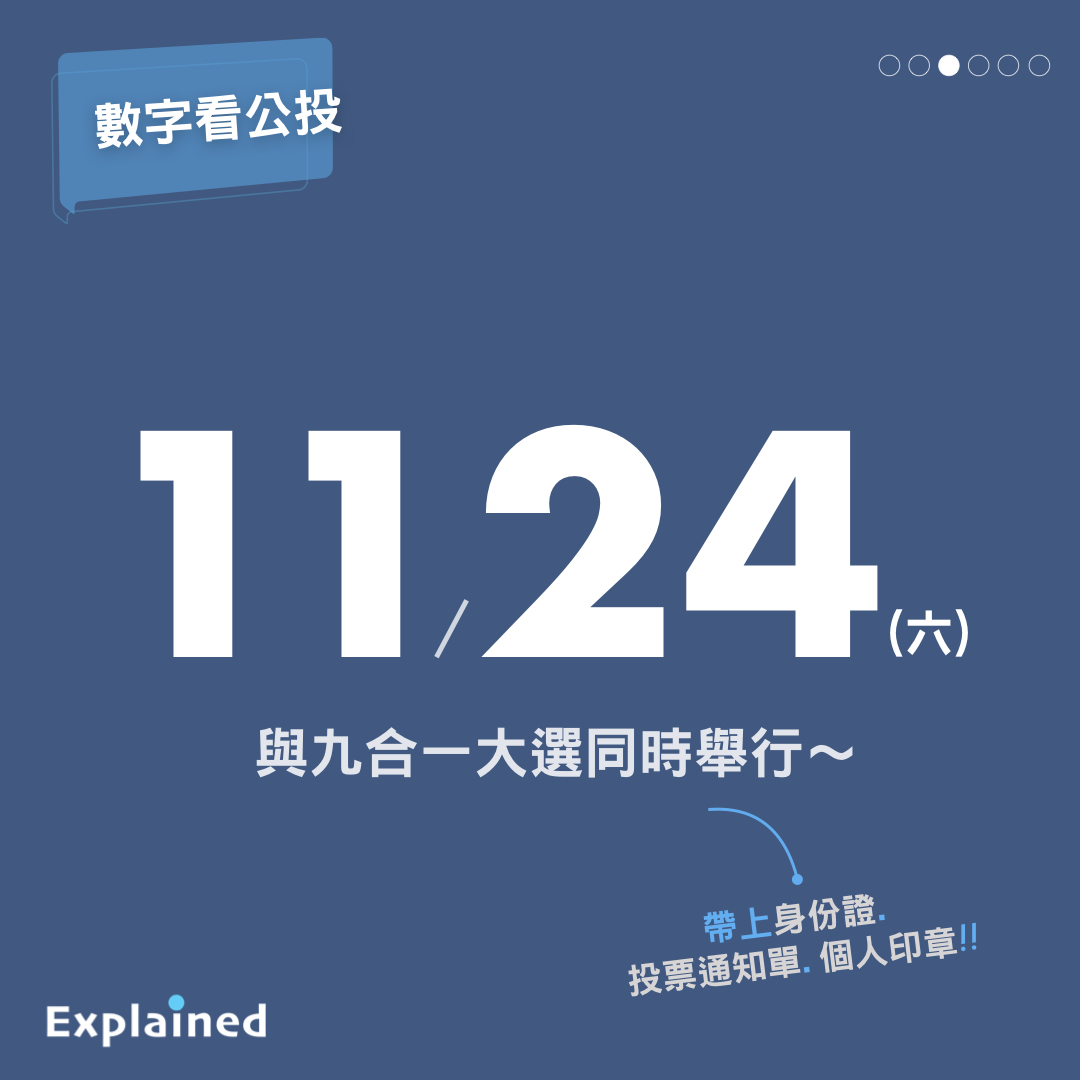 數字看公投
11/24(六)
與九合一大選同時舉行～
帶上身份證.
投票通知單. 個人印章!!
Explained